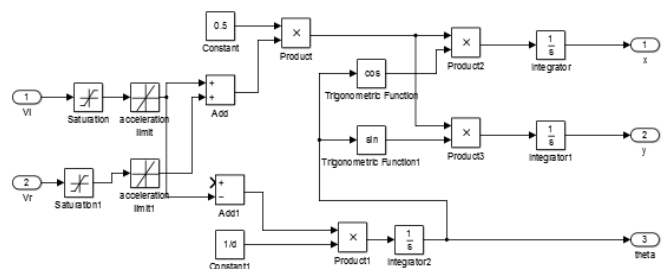 0.5
Constant
×
Product
1
Vl
Saturation
acceleration
limit
+
+
Add
cos
Trigonometric Function
×
Product2
1
s
Integrator
1
x
sin
Trigonometric Function1
×
Product3
1
s
Integrator1
2
y
2
Vr
Saturation1
acceleration
limit1
+
−
Add1
1/d
Constant1
×
Product1
1
s
Integrator2
3
theta